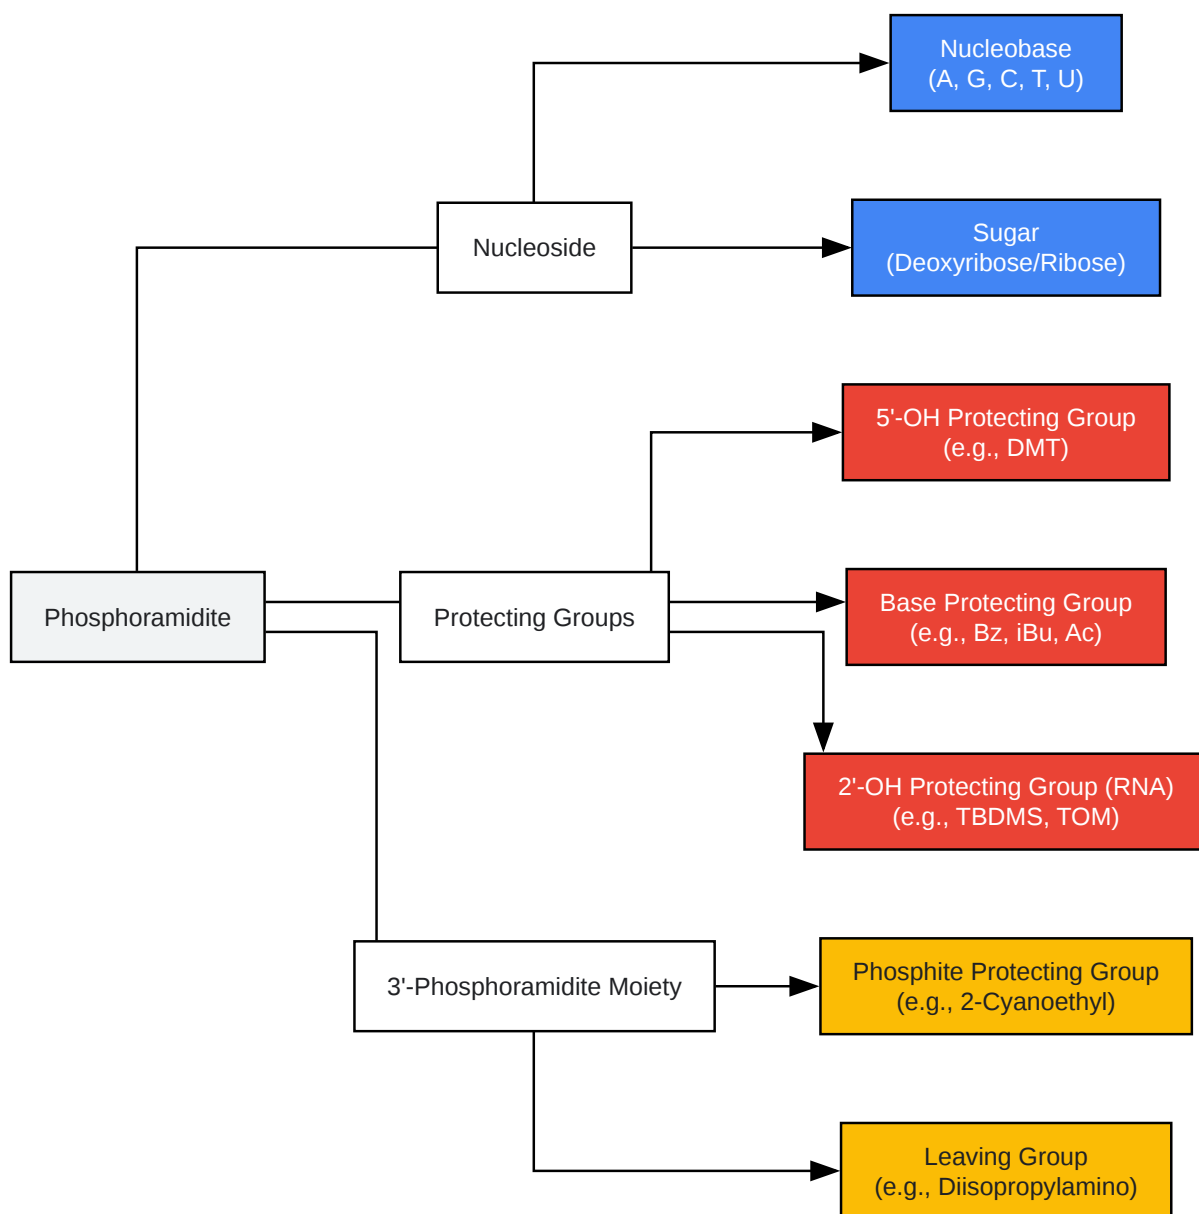 Nucleobase
(A, G, C, T, U)
Nucleoside
Sugar
(Deoxyribose/Ribose)
5'-OH Protecting Group
(e.g., DMT)
Phosphoramidite
Protecting Groups
Base Protecting Group
(e.g., Bz, iBu, Ac)
2'-OH Protecting Group (RNA)
(e.g., TBDMS, TOM)
3'-Phosphoramidite Moiety
Phosphite Protecting Group
(e.g., 2-Cyanoethyl)
Leaving Group
(e.g., Diisopropylamino)